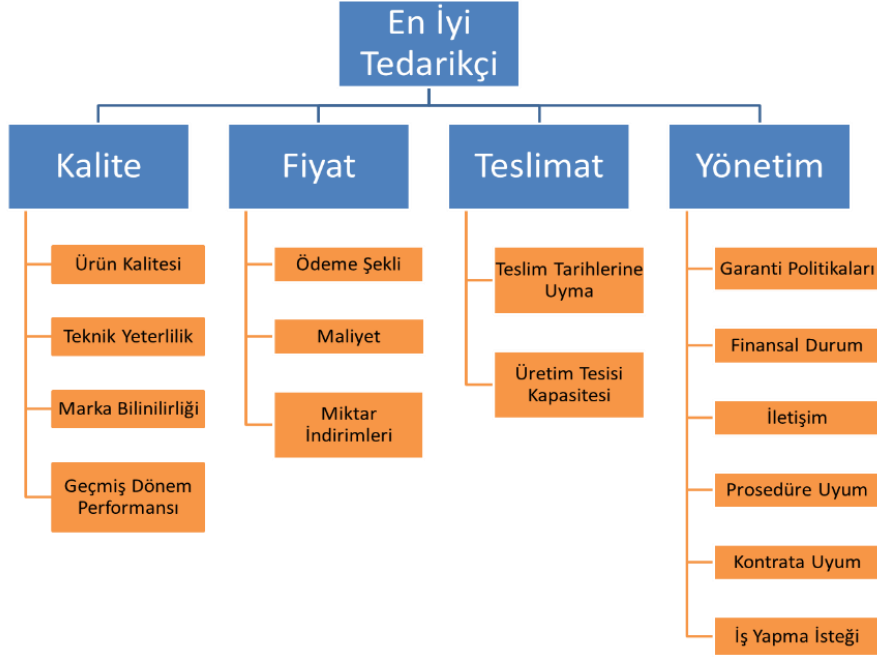 En İyi
Tedarikçi
Kalite
Fiyat
Teslimat
Yönetim
Ürün Kalitesi
Teknik Yeterlilik
Marka Bilinilirliği
Geçmiş Dönem
Performansı
Ödeme Şekli
Maliyet
Miktar
İndirimleri
Teslim Tarihlerine
Uyma
Üretim Tesisi
Kapasitesi
Garanti Politikaları
Finansal Durum
İletişim
Prosedüre Uyum
Kontrata Uyum
İş Yapma İsteği